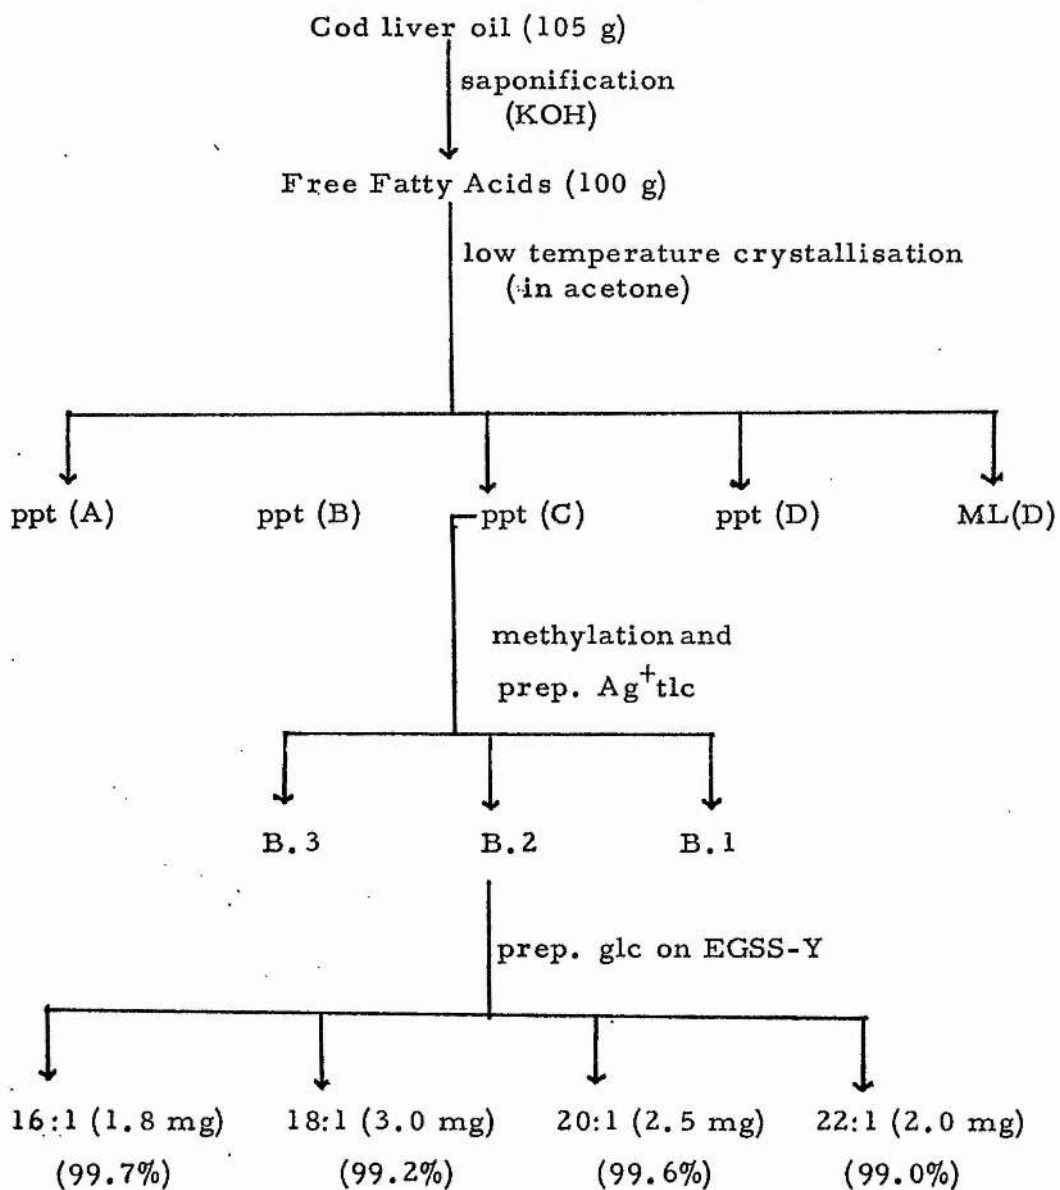 Cod liver oil (105 g)
saponification
(KOH)
Free Fatty Acids (100 g)
low temperature crystallisation
(in acetone)
ppt (A) ppt (B) ppt (C) ppt (D) ML(D)
methylation and
prep. Ag+tlc
B.3 B.2 B.1
prep. glc on EGSS-Y
16:1 (1.8 mg) 18:1 (3.0 mg) 20:1 (2.5 mg) 22:1 (2.0 mg)
(99.7%) (99.2%) (99.6%) (99.0%)